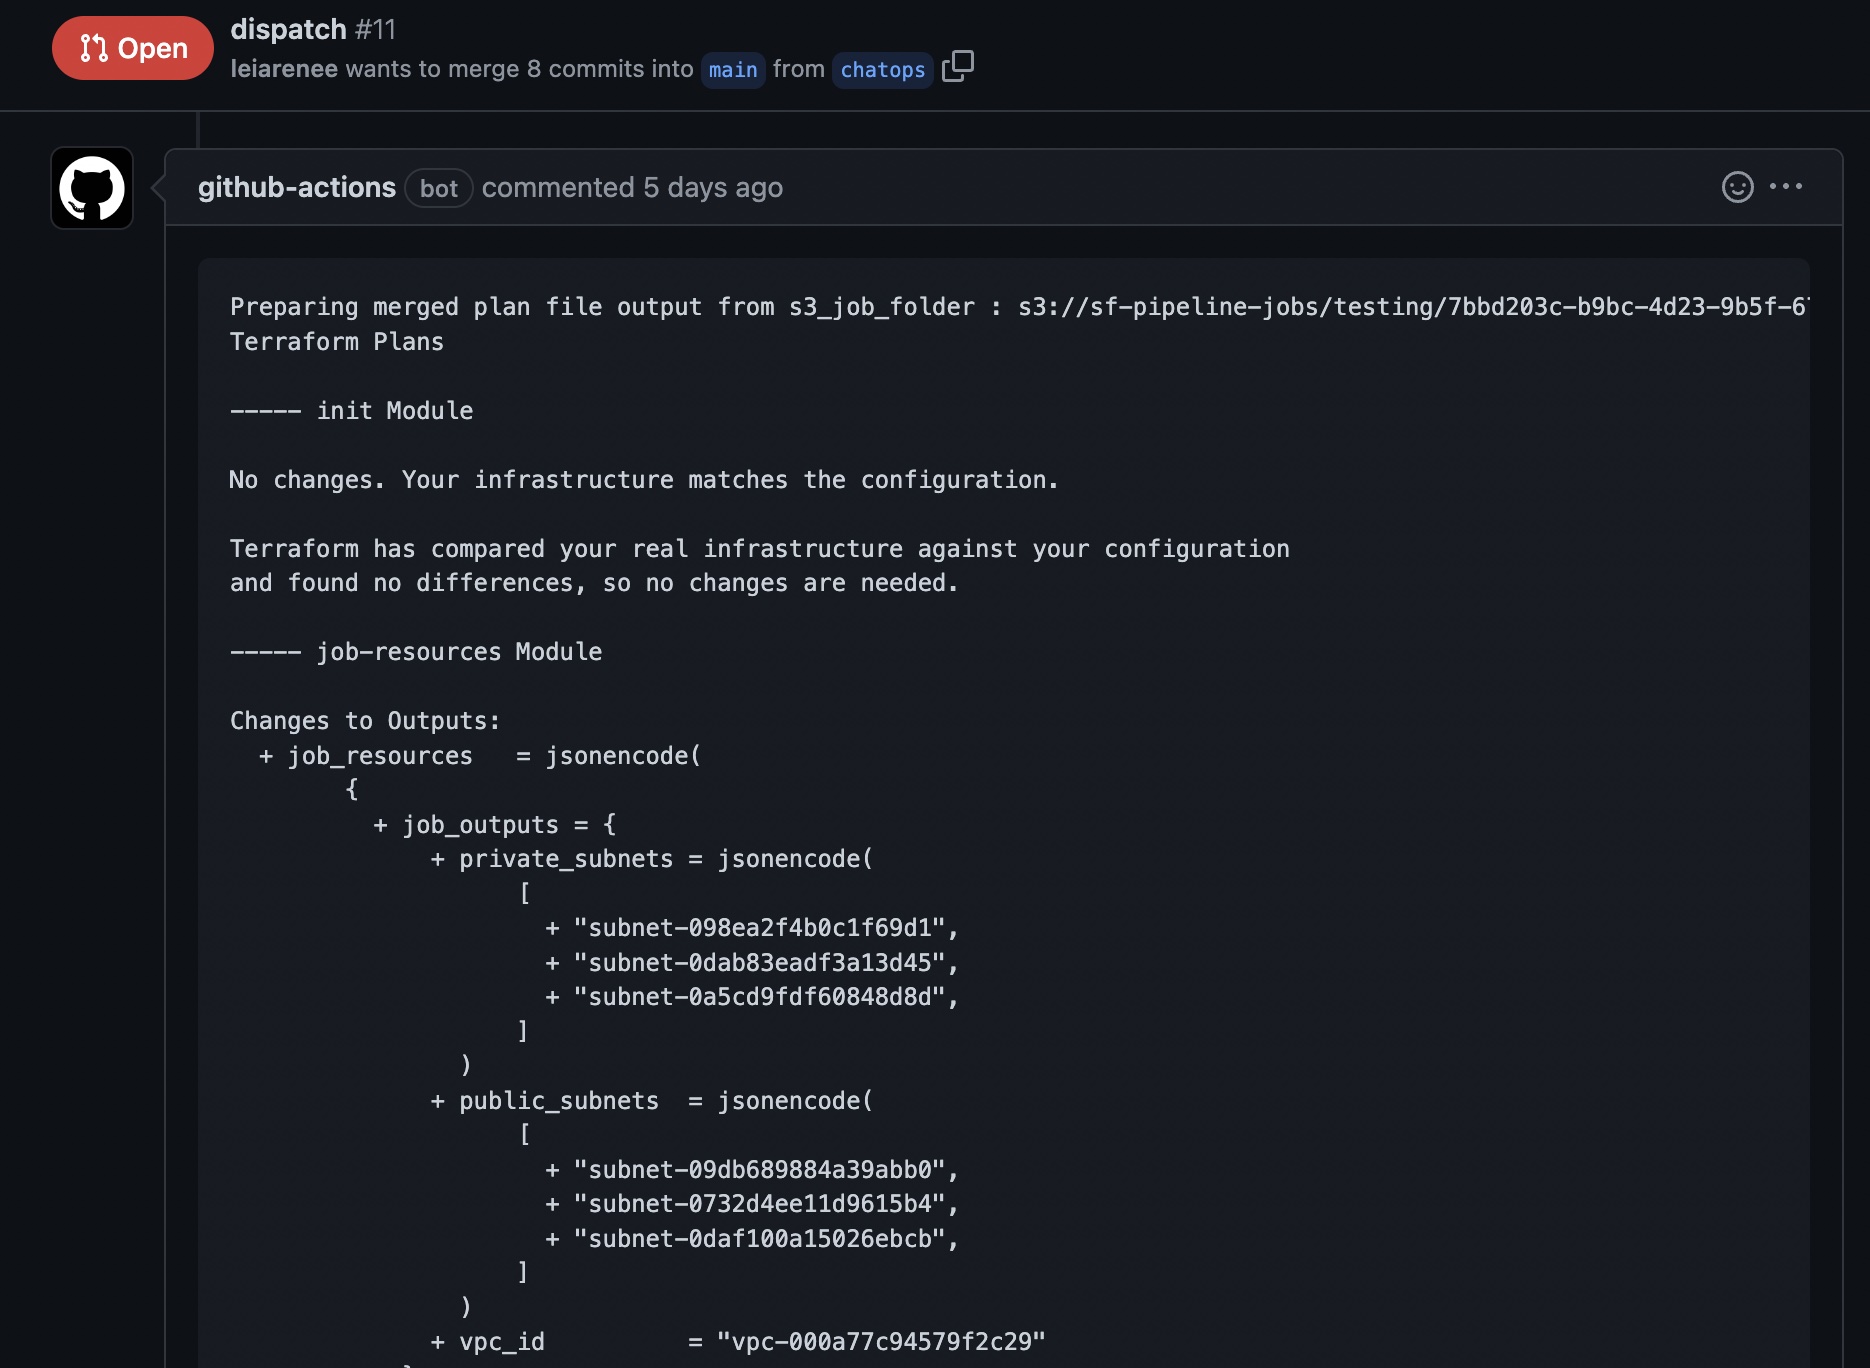 Open
dispatch #11
leiarenee wants to merge 8 commits into main from chatops
github-actions bot commented 5 days ago
Preparing merged plan file output from s3_job_folder : s3://sf-pipeline-jobs/testing/7bbd203c-b9bc-4d23-9b5f-6
Terraform Plans
----- init Module
No changes. Your infrastructure matches the configuration.
Terraform has compared your real infrastructure against your configuration
and found no differences, so no changes are needed.
----- job-resources Module
Changes to Outputs:
  + job_resources   = jsonencode(
        {
          + job_outputs = {
              + private_subnets = jsonencode(
                    [
                      + "subnet-098ea2f4b0c1f69d1",
                      + "subnet-0dab83eadf3a13d45",
                      + "subnet-0a5cd9fdf60848d8d",
                    ]
                )
              + public_subnets  = jsonencode(
                    [
                      + "subnet-09db689884a39abb0",
                      + "subnet-0732d4ee11d9615b4",
                      + "subnet-0daf100a15026ebcb",
                    ]
                )
              + vpc_id          = "vpc-000a77c94579f2c29"